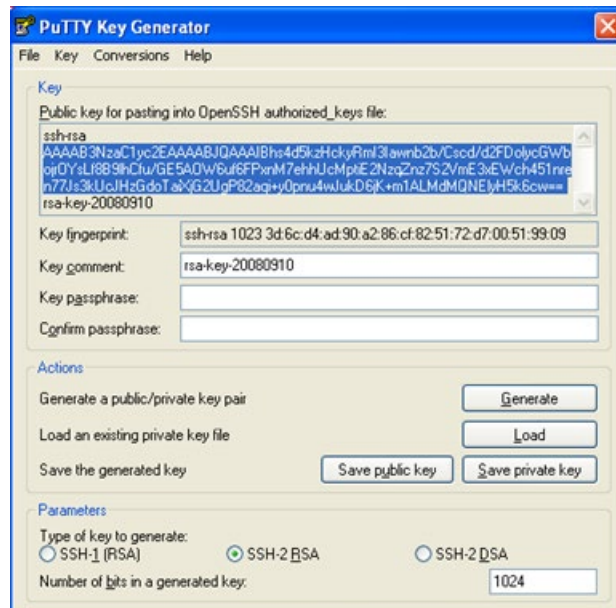 PuTTY Key Generator
File Key Conversions Help
Key
Public key for pasting into OpenSSH authorized_keys file:
ssh-rsa
rsa-key-20080910
Key fingerprint: ssh-rsa 1023 3d:6c:d4:ad:90:a2:86:cf:82:51:72:d7:00:51:99:09
Key comment: rsa-key-20080910
Key passphrase:
Confirm passphrase:
Actions
Generate a public/private key pair Generate
Load an existing private key file Load
Save the generated key Save public key Save private key
Parameters
Type of key to generate:
SSH-1 (RSA) SSH-2 RSA SSH-2 DSA
Number of bits in a generated key: 1024